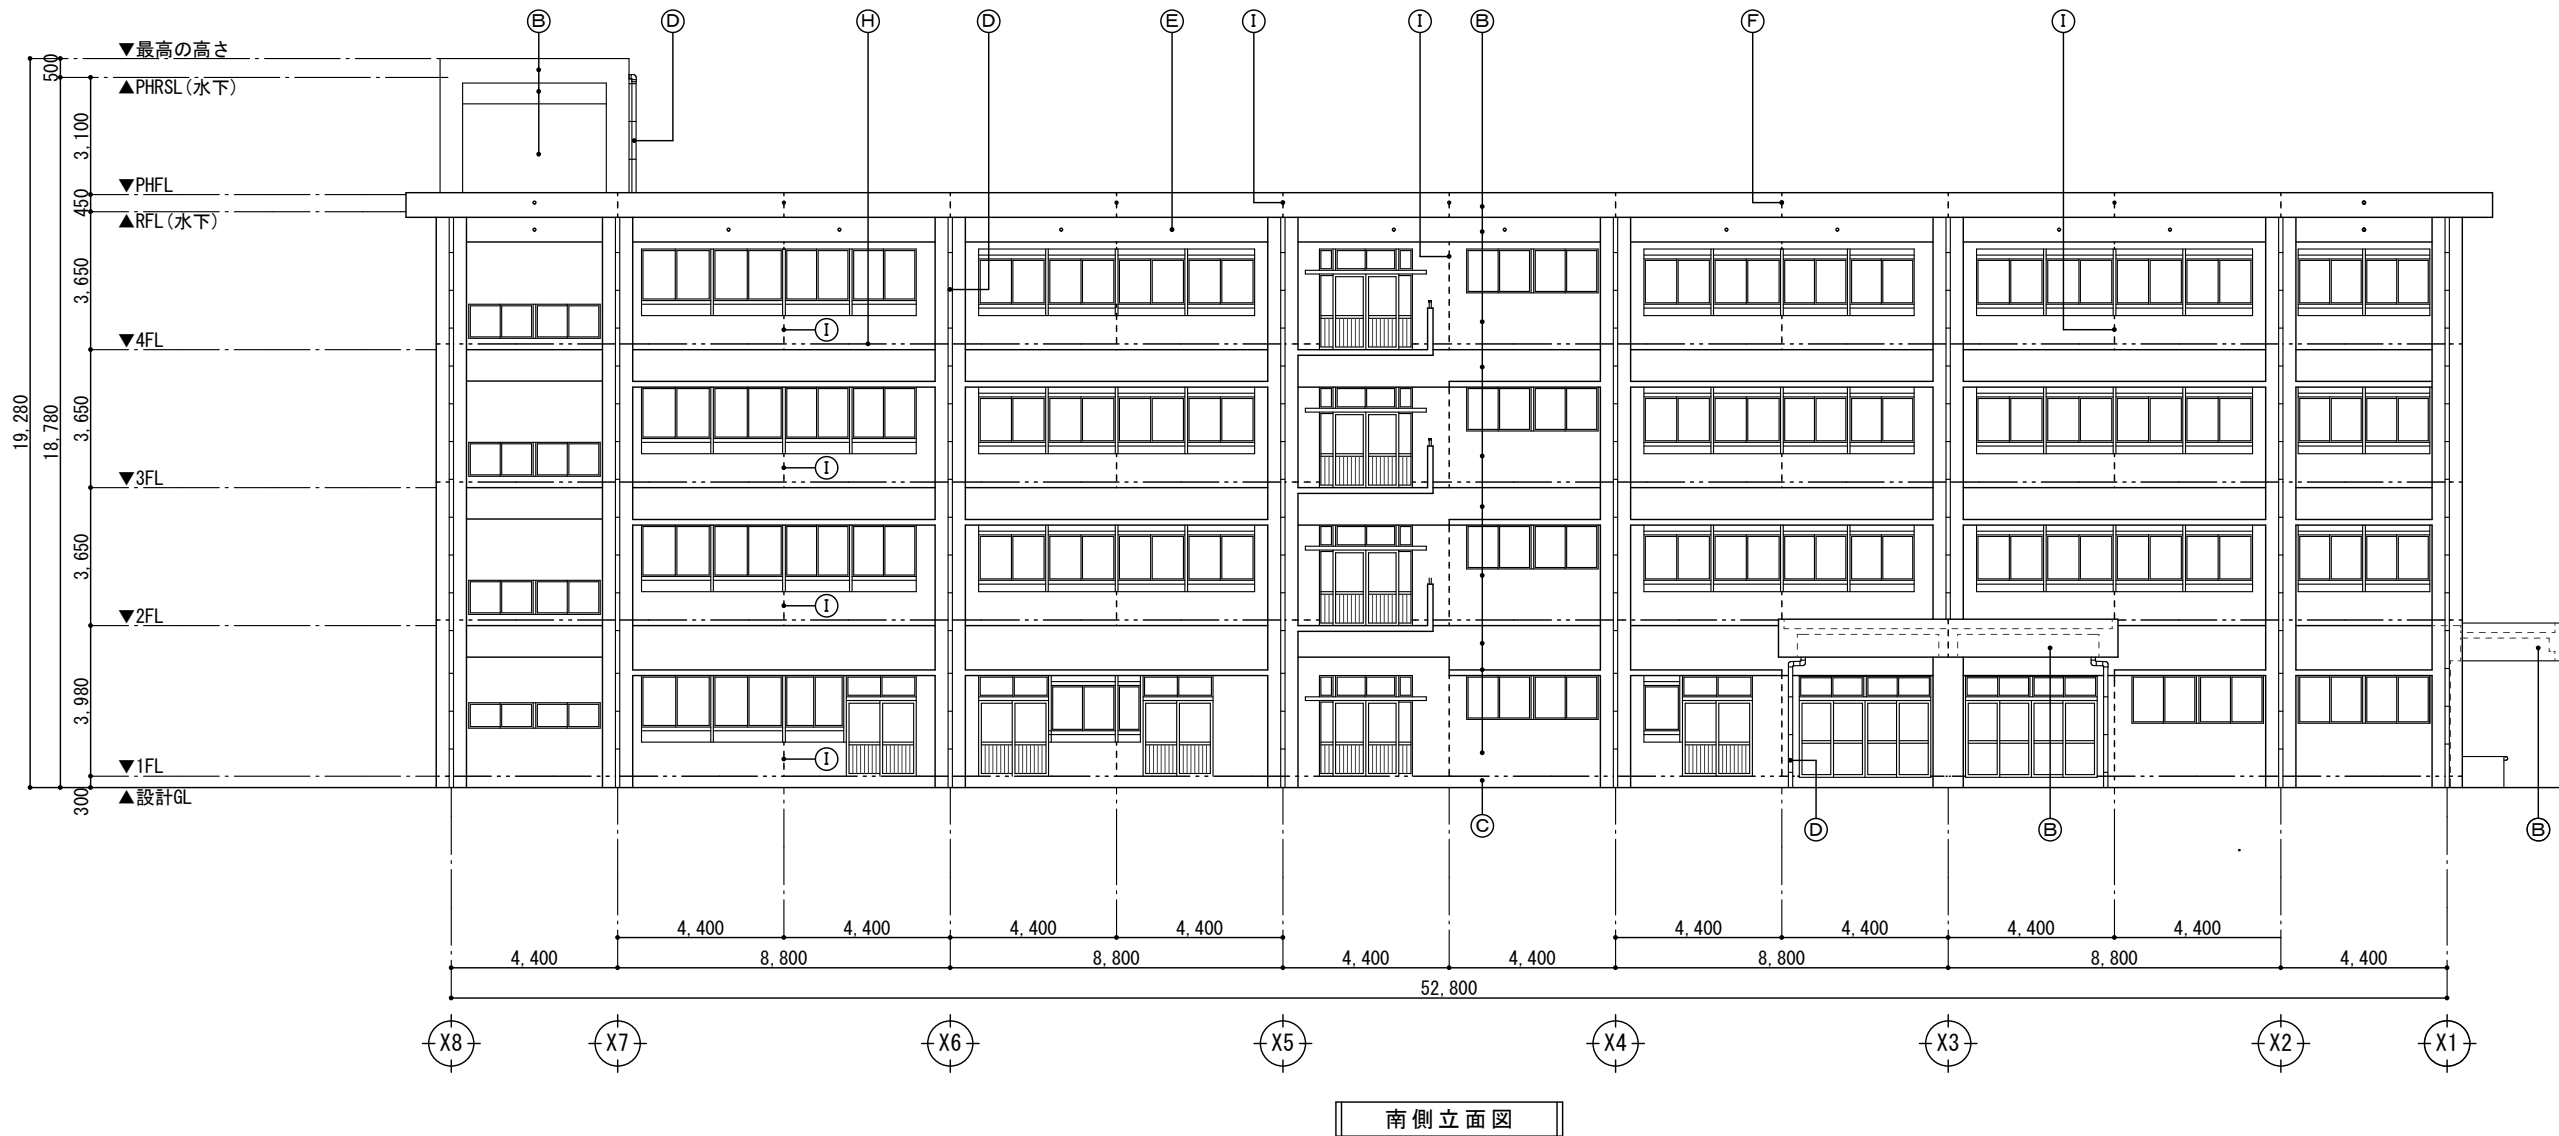 Ⓑ Ⓓ Ⓗ Ⓓ Ⓔ Ⓘ Ⓘ Ⓑ Ⓕ Ⓘ
▼最高の高さ
500
▲PHRSL(水下)
3,100
Ⓓ
▼PHFL
450
▲RFL(水下)
3,650
Ⓘ
▼4FL
19,280
18,780
3,650
Ⓘ
▼3FL
3,650
Ⓘ
▼2FL
Ⓑ
Ⓑ
3,980
Ⓘ
▼1FL
300
▲設計GL
Ⓒ Ⓓ Ⓑ Ⓑ
4,400 4,400 4,400 4,400 4,400 4,400 4,400 4,400
4,400 8,800 8,800 4,400 4,400 8,800 8,800 4,400
52,800
X8 X7 X6 X5 X4 X3 X2 X1
南側立面図